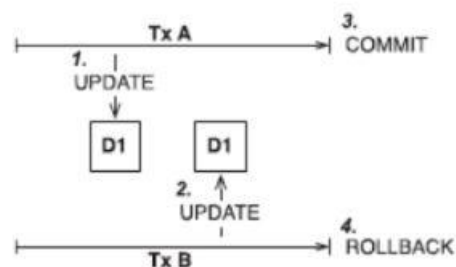 Tx A
3.
COMMIT
1.
UPDATE
D1
D1
2.
UPDATE
4.
ROLLBACK
Tx B